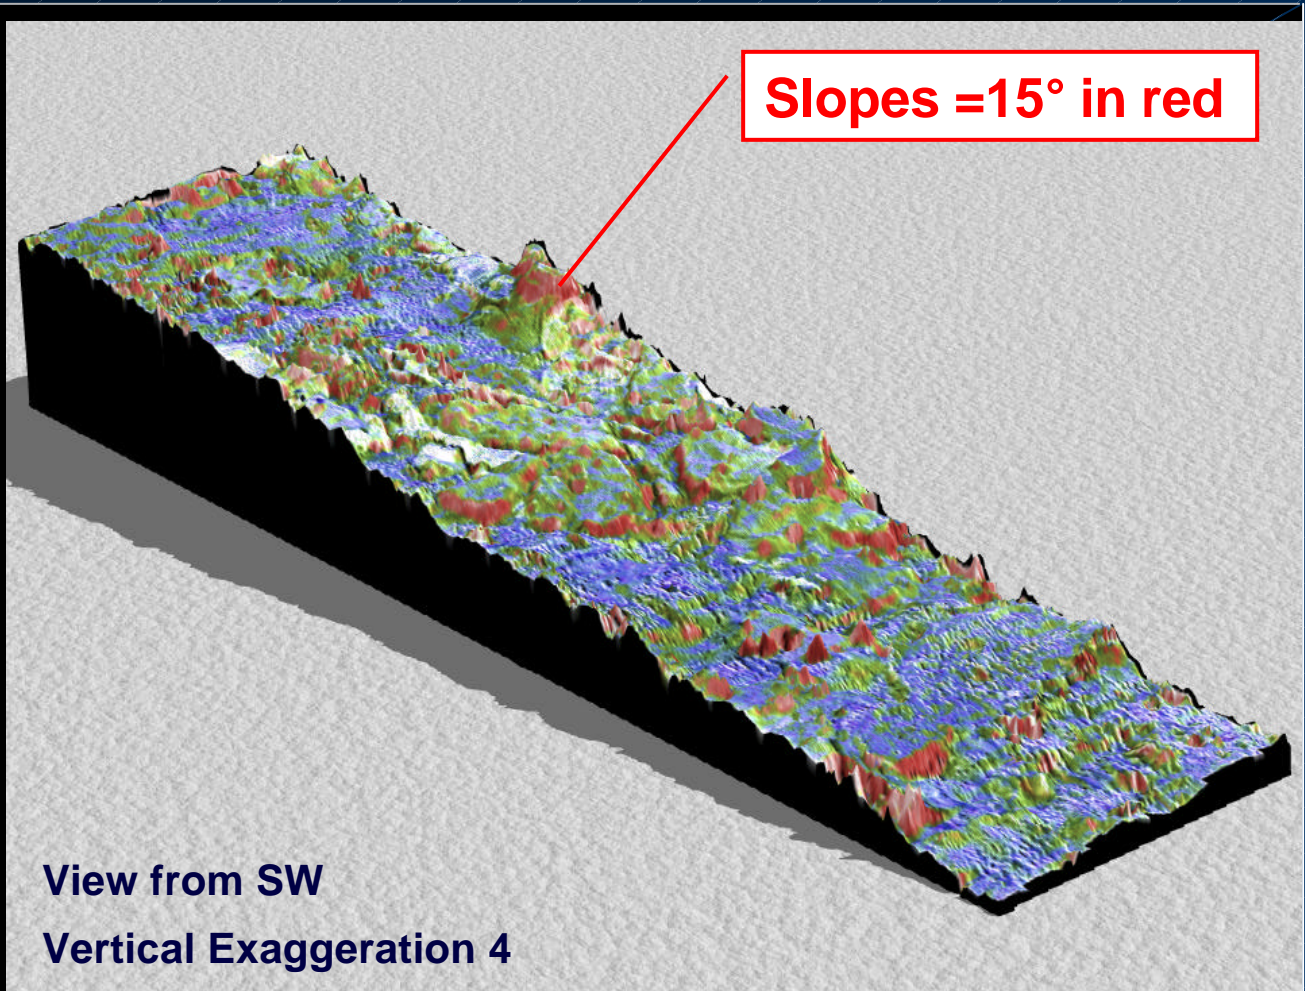 Slopes =15° in red
View from SW
Vertical Exaggeration 4